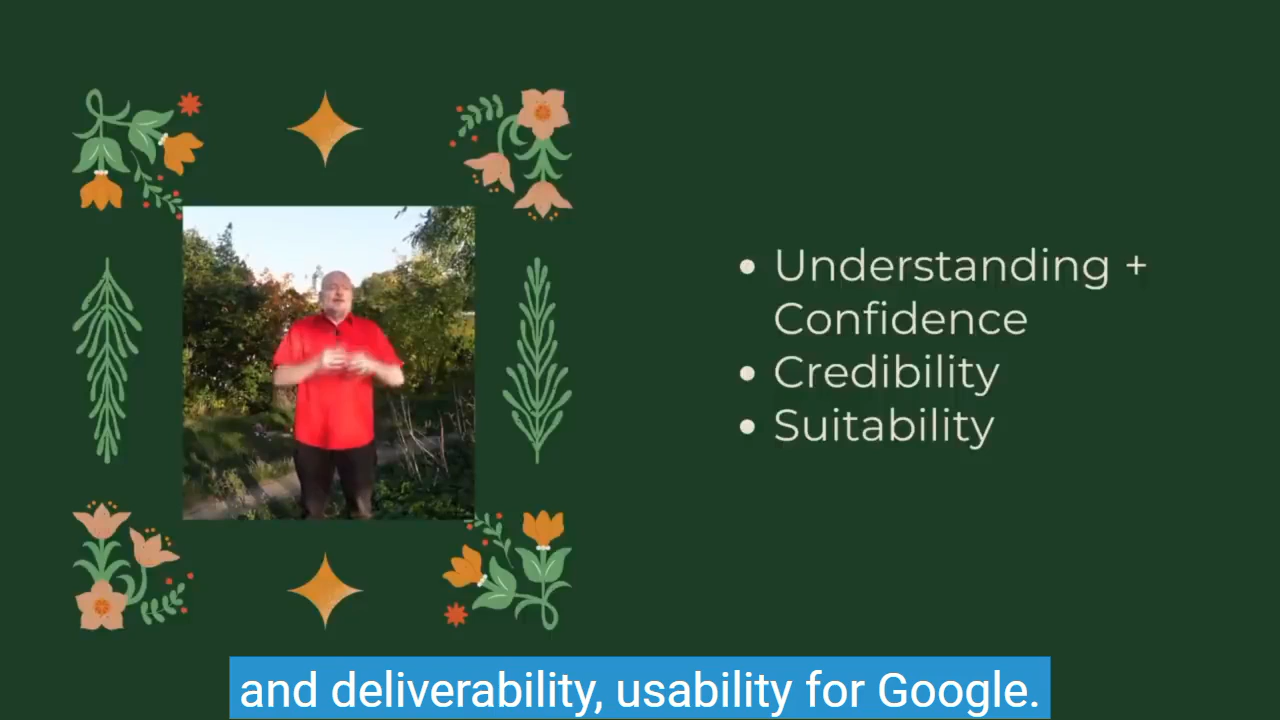 Understanding +
Confidence
Credibility
Suitability
and deliverability, usability for Google.